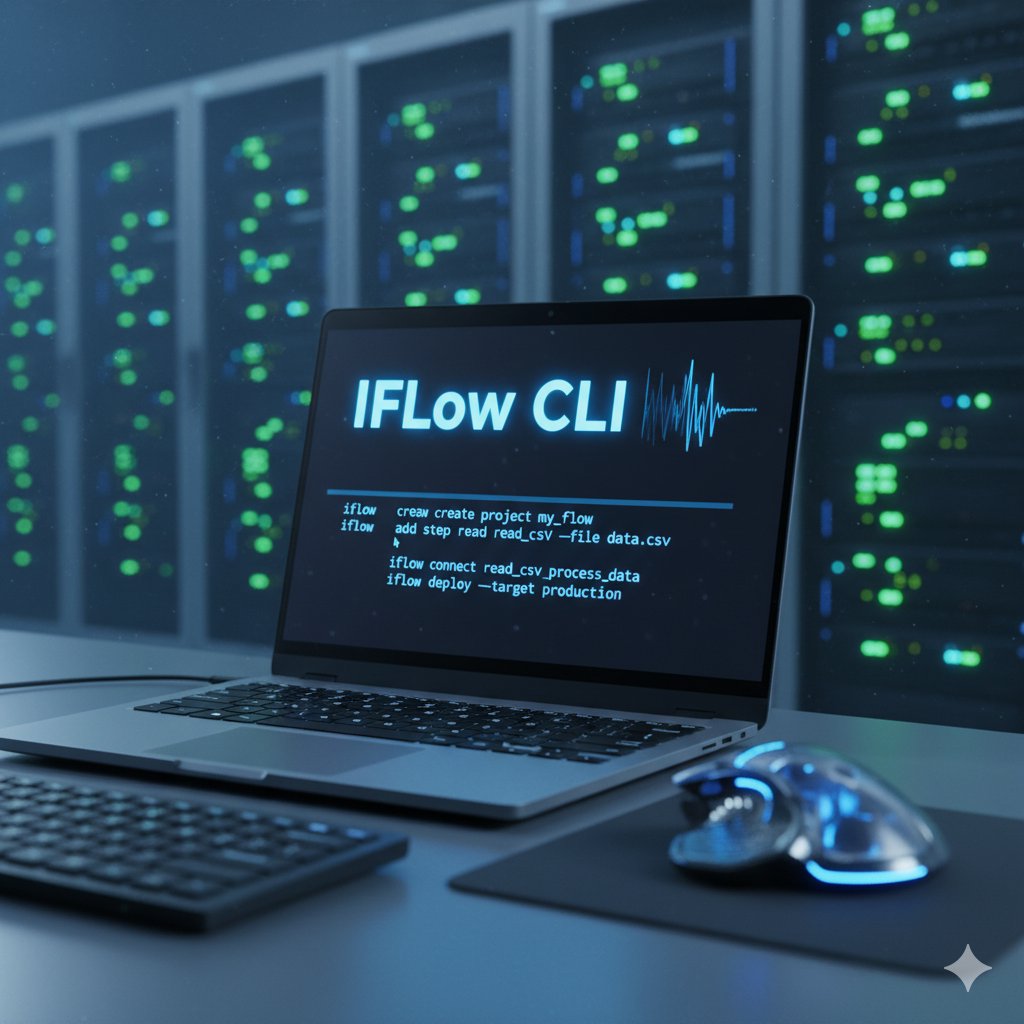 IFLow CLI
iflow creaw create project my_flow
iflow add step read read_csv —file data.csv
iflow connect read_csv_process_data
iflow deploy —target production